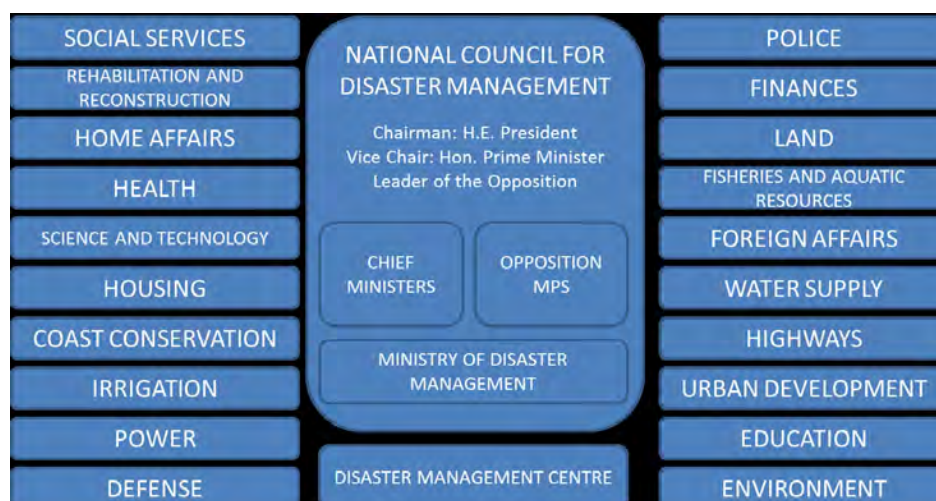 SOCIAL SERVICES
REHABILITATION AND
RECONSTRUCTION
HOME AFFAIRS
HEALTH
SCIENCE AND TECHNOLOGY
HOUSING
COAST CONSERVATION
IRRIGATION
POWER
DEFENSE
NATIONAL COUNCIL FOR
DISASTER MANAGEMENT
Chairman: H.E. President
Vice Chair: Hon. Prime Minister
Leader of the Opposition
CHIEF
MINISTERS
OPPOSITION
MPS
MINISTRY OF DISASTER
MANAGEMENT
DISASTER MANAGEMENT CENTRE
POLICE
FINANCES
LAND
FISHERIES AND AQUATIC
RESOURCES
FOREIGN AFFAIRS
WATER SUPPLY
HIGHWAYS
URBAN DEVELOPMENT
EDUCATION
ENVIRONMENT